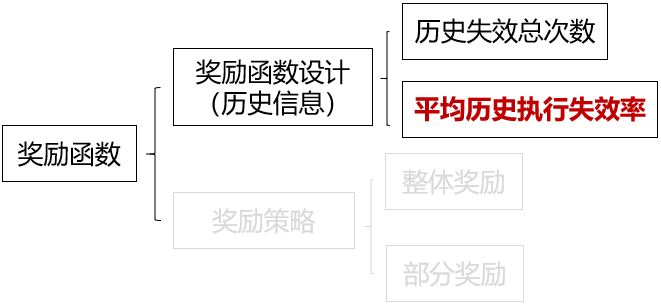 奖励函数
奖励函数设计
（历史信息）
历史失效总次数
平均历史执行失效率
奖励策略
整体奖励
部分奖励